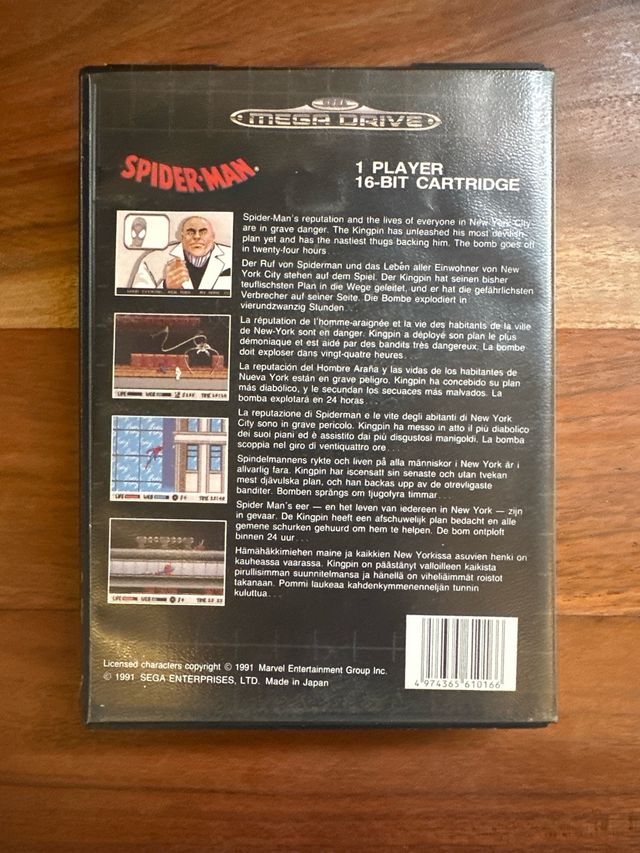 SEGA
MEGA DRIVE
SPIDER-MAN.
1 PLAYER
16-BIT CARTRIDGE
Spider-Man's reputation and the lives of everyone in New York City
are in grave danger. The Kingpin has unleashed his most devilish
plan yet and has the nastiest thugs backing him. The bomb goes off
in twenty-four hours...
Der Ruf von Spiderman und das Leben aller Einwohner von New
York City stehen auf dem Spiel. Der Kingpin hat seinen bisher
teuflischsten Plan in die Wege geleitet, und er hat die gefährlichsten
Verbrecher auf seiner Seite. Die Bombe explodiert in
vierundzwanzig Stunden...
La réputation de l'homme-araignée et la vie des habitants de la ville
de New-York sont en danger. Kingpin a déployé son plan le plus
démoniaque et est aidé par des bandits très dangereux. La bombe
doit exploser dans vingt-quatre heures...
La reputación del Hombre Araña y las vidas de los habitantes de
Nueva York están en grave peligro. Kingpin ha concebido su plan
más diabólico, y le secundan los secuaces más malvados. La
bomba explotará en 24 horas...
La reputazione di Spiderman e le vite degli abitanti di New York
City sono in grave pericolo. Kingpin ha messo in atto il più diabolico
dei suoi piani ed è assistito dai più disgustosi manigoldi. La bomba
scoppia nel giro di ventiquattro ore...
Spindelmannens rykte och liven på alla människor i New York är i
allvarlig fara. Kingpin har iscensatt sin senaste och utan tvekan
mest djävulska plan, och han backas upp av de otrevligaste
banditer. Bomben sprängs om tjugofyra timmar...
Spider Man's eer — en het leven van iedereen in New York — zijn
in gevaar. De Kingpin heeft een afschuwelijk plan bedacht en alle
gemene schurken gehuurd om hem te helpen. De bom ontploft
binnen 24 uur...
Hämähäkkimiehen maine ja kaikkien New Yorkissa asuvien henki on
kauheassa vaarassa. Kingpin on päästänyt valloilleen kaikista
pirullisimman suunnitelmansa ja hänellä on viheliäimmät roistot
takanaan. Pommi laukeaa kahdenkymmenenneljän tunnin
kuluttua...
Licensed characters copyright © 1991 Marvel Entertainment Group Inc.
© 1991 SEGA ENTERPRISES, LTD. Made in Japan
4 974365 610166